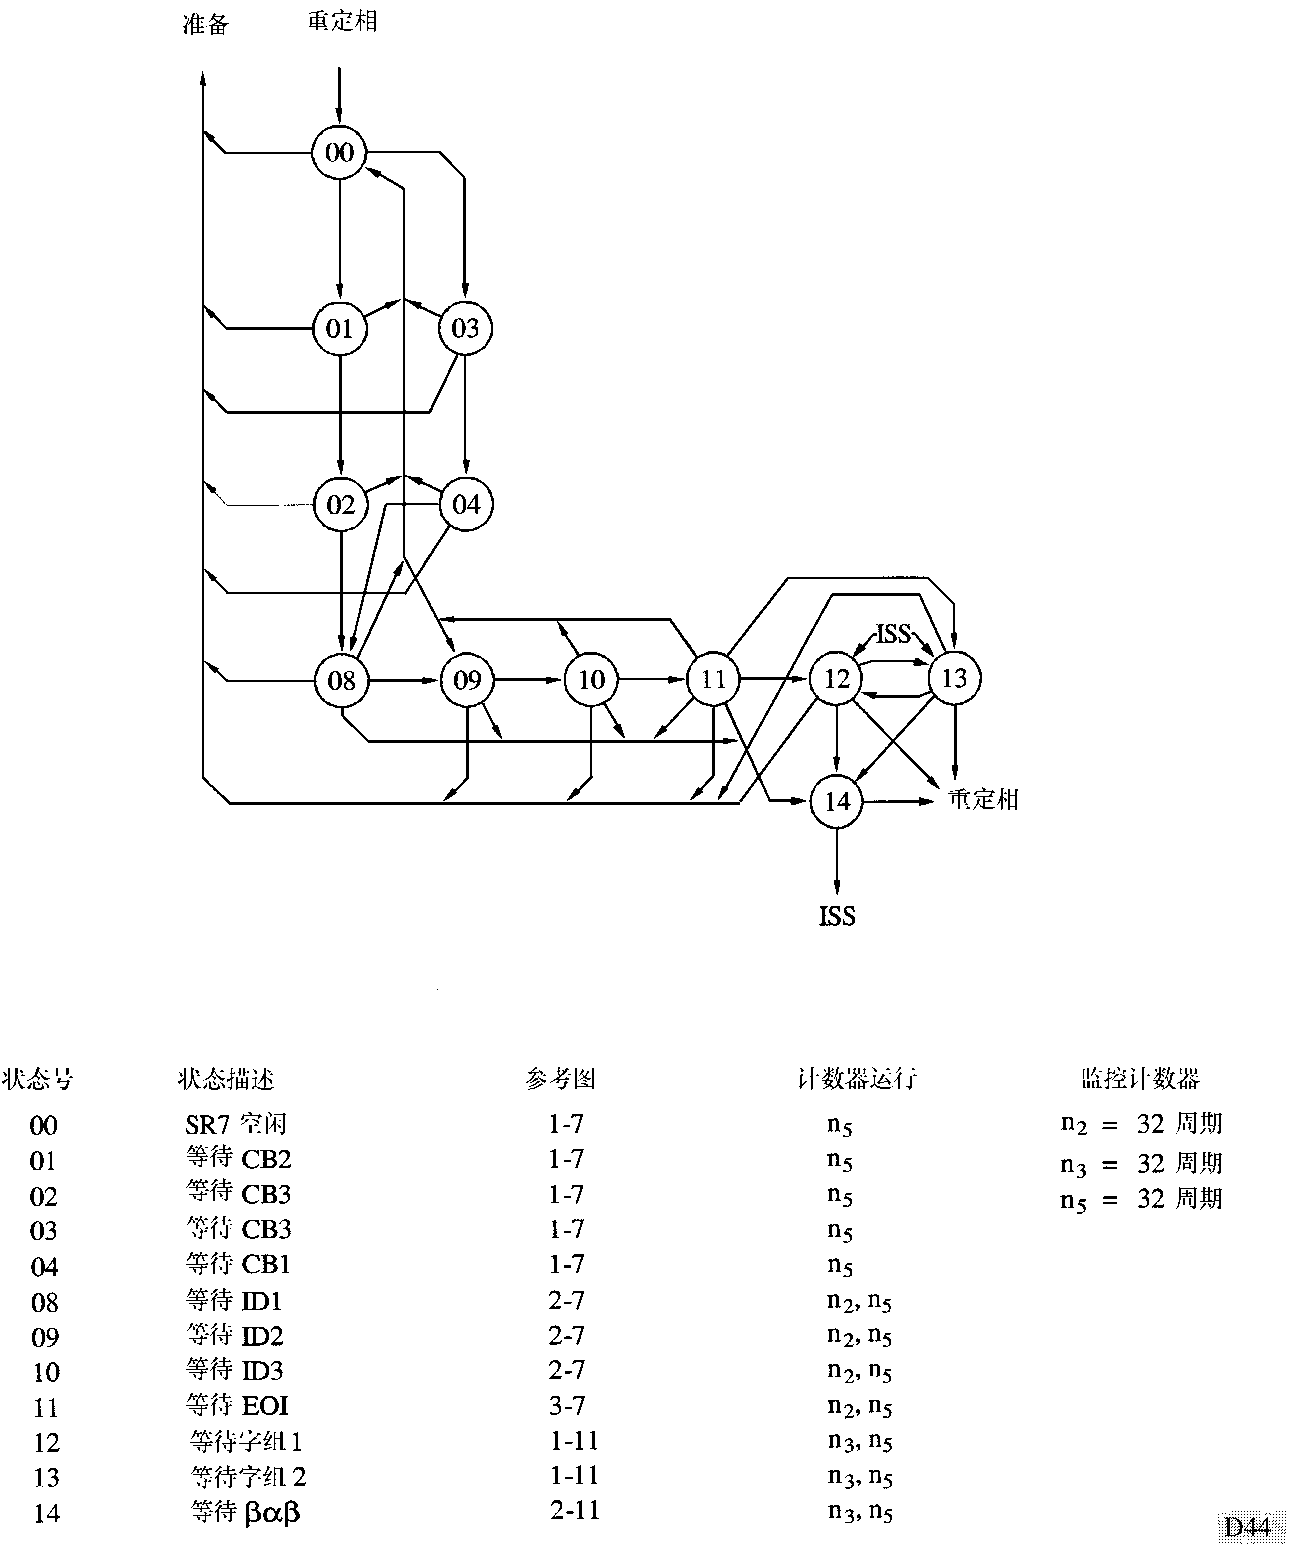 准备 重定相
00
01 03
02 04
ISS
08 09 10 11 12 13
14 重定相
ISS
状态号 状态描述 参考图 计数器运行 监控计数器
00 SR7 空闲 1-7 n5 n2 = 32 周期
01 等待 CB2 1-7 n5 n3 = 32 周期
02 等待 CB3 1-7 n5 n5 = 32 周期
03 等待 CB3 1-7 n5
04 等待 CB1 1-7 n5
08 等待 ID1 2-7 n2, n5
09 等待 ID2 2-7 n2, n5
10 等待 ID3 2-7 n2, n5
11 等待 EOI 3-7 n2, n5
12 等待字组 1 1-11 n3, n5
13 等待字组 2 1-11 n3, n5
14 等待 βαβ 2-11 n3, n5
D44